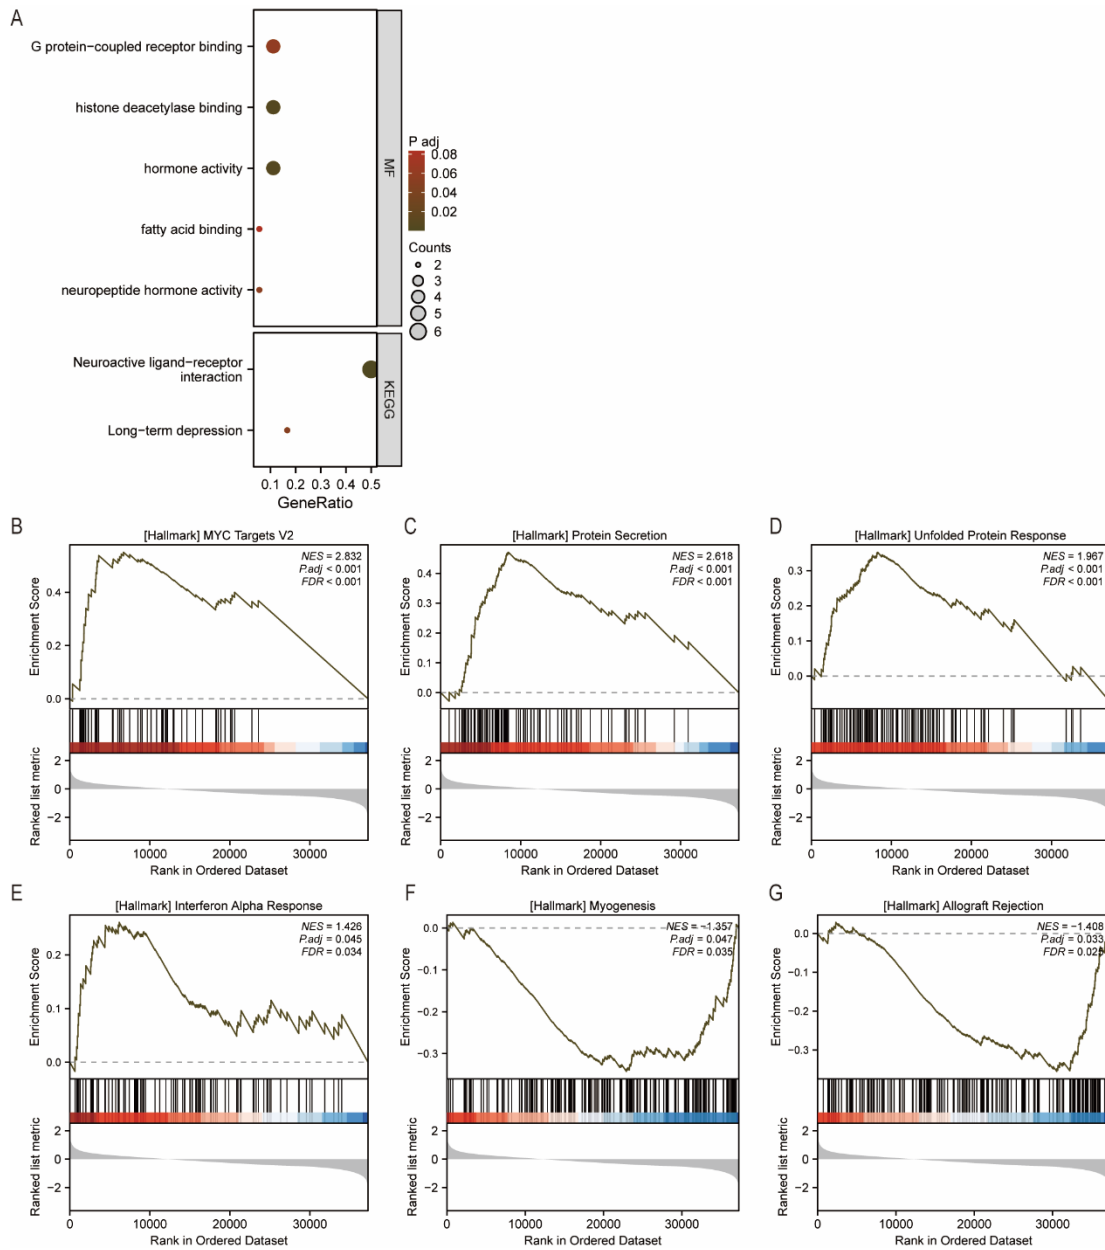 A
G protein−coupled receptor binding
histone deacetylase binding
hormone activity
fatty acid binding
neuropeptide hormone activity
MF
Neuroactive ligand−receptor
interaction
Long−term depression
KEGG
0.1 0.2 0.3 0.4 0.5
GeneRatio
P adj
0.08
0.06
0.04
0.02
Counts
2
3
4
5
6
B
[Hallmark] MYC Targets V2
NES = 2.832
P.adj < 0.001
FDR < 0.001
Enrichment Score
0.4
0.2
0.0
Ranked list metric
2
0
−2
0 10000 20000 30000
Rank in Ordered Dataset
C
[Hallmark] Protein Secretion
NES = 2.618
P.adj < 0.001
FDR < 0.001
Enrichment Score
0.4
0.3
0.2
0.1
0.0
Ranked list metric
2
0
−2
0 10000 20000 30000
Rank in Ordered Dataset
D
[Hallmark] Unfolded Protein Response
NES = 1.967
P.adj < 0.001
FDR < 0.001
Enrichment Score
0.3
0.2
0.1
0.0
Ranked list metric
2
0
−2
0 10000 20000 30000
Rank in Ordered Dataset
E
[Hallmark] Interferon Alpha Response
NES = 1.426
P.adj = 0.045
FDR = 0.034
Enrichment Score
0.2
0.1
0.0
Ranked list metric
2
0
−2
0 10000 20000 30000
Rank in Ordered Dataset
F
[Hallmark] Myogenesis
NES = −1.357
P.adj = 0.047
FDR = 0.035
Enrichment Score
0.0
−0.1
−0.2
−0.3
Ranked list metric
2
0
−2
0 10000 20000 30000
Rank in Ordered Dataset
G
[Hallmark] Allograft Rejection
NES = −1.408
P.adj = 0.033
FDR =
Enrichment Score
0.0
−0.1
−0.2
−0.3
Ranked list metric
2
0
−2
0 10000 20000 30000
Rank in Ordered Dataset